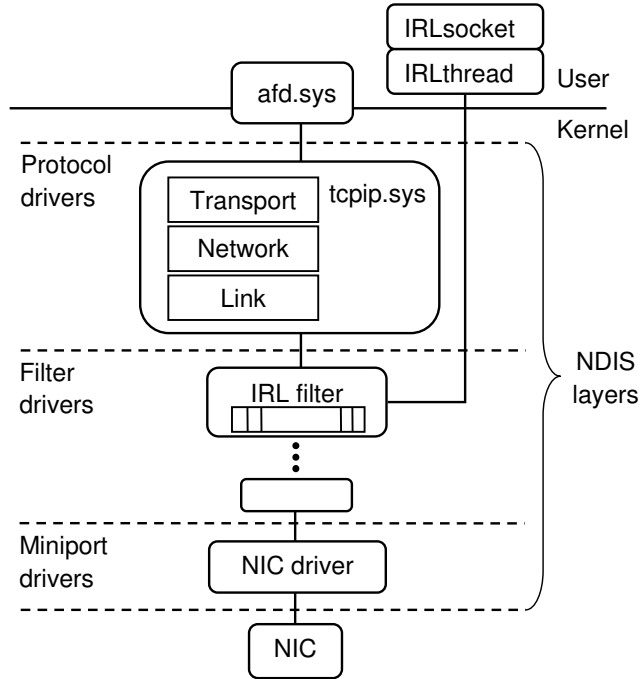 IRLsocket
IRLthread
User
afd.sys
Kernel
Protocol
drivers
tcpip.sys
Transport
Network
Link
Filter
drivers
IRL filter
NDIS
layers
Miniport
drivers
NIC driver
NIC